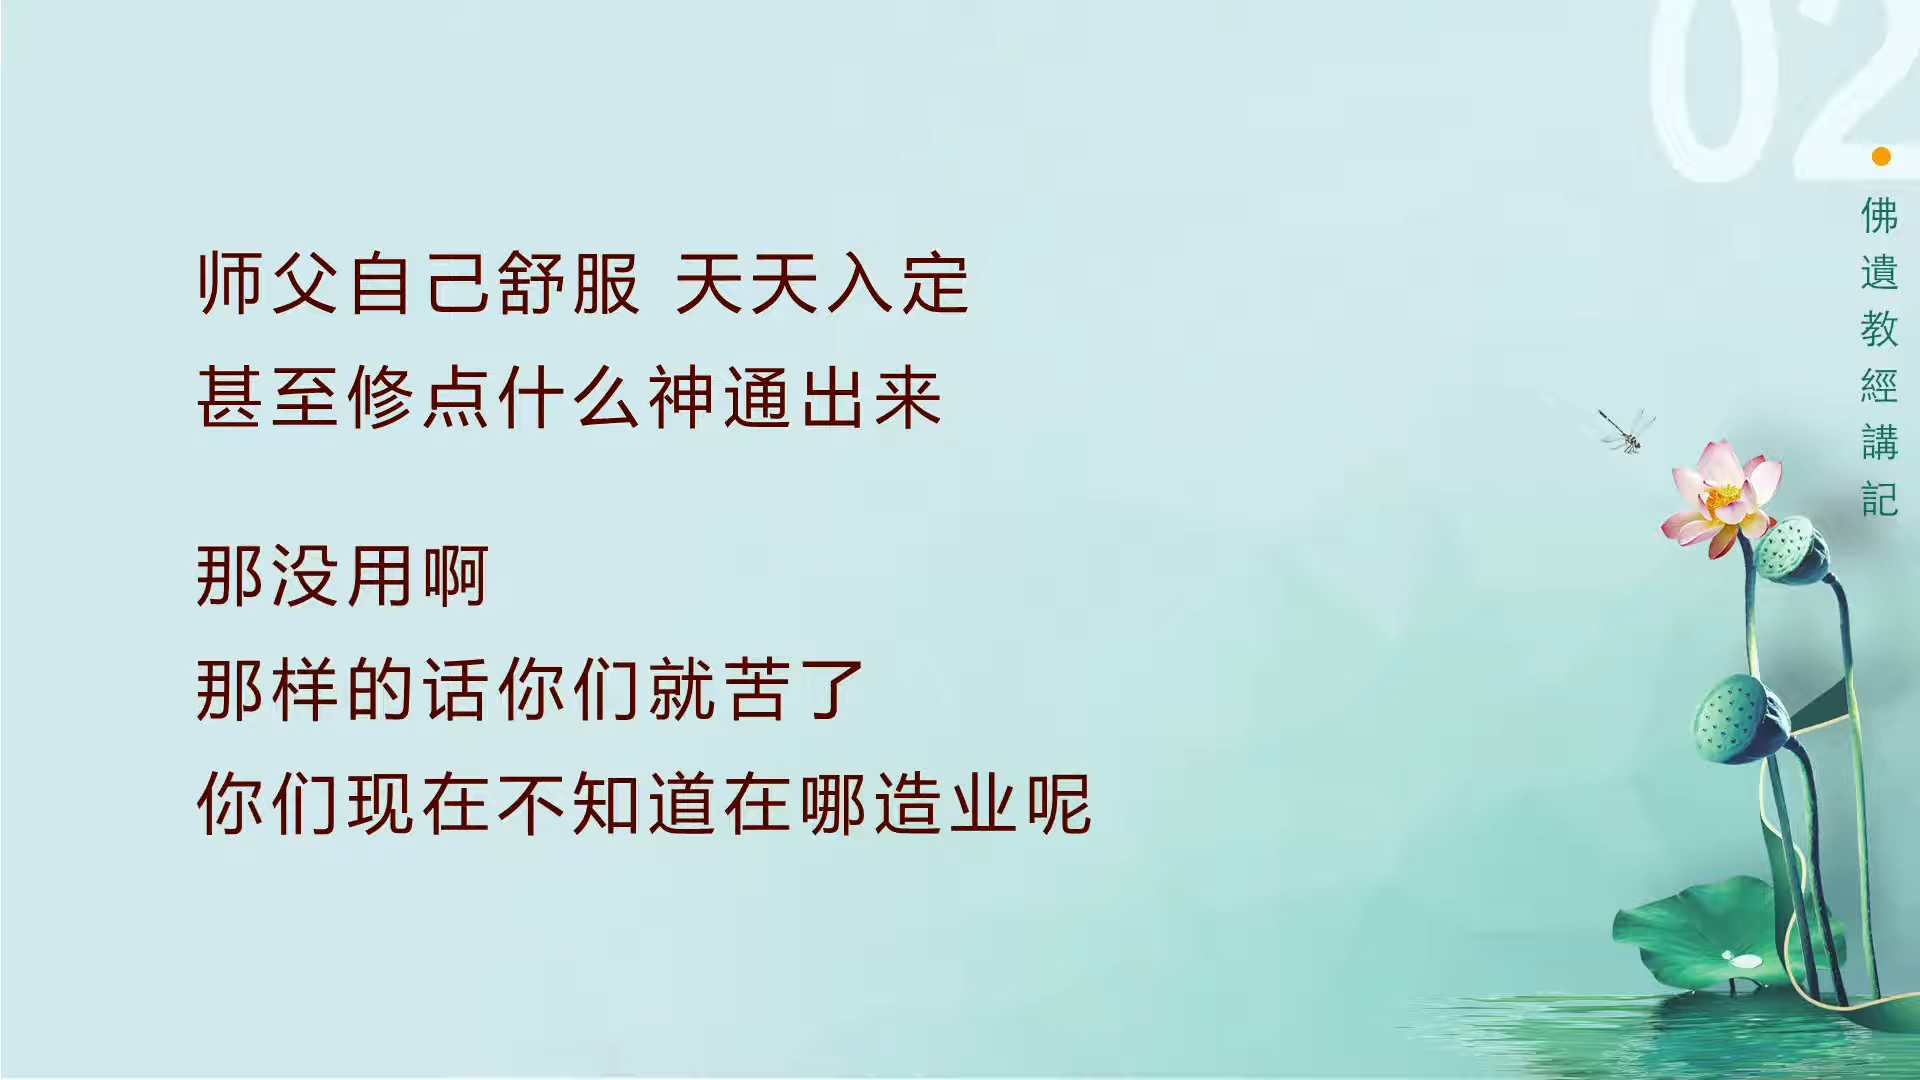 02
佛遺教經講記
师父自己舒服 天天入定
甚至修点什么神通出来
那没用啊
那样的话你们就苦了
你们现在不知道在哪造业呢